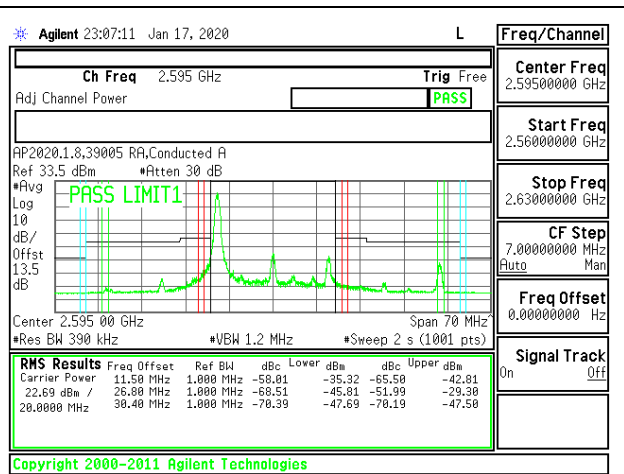 Agilent 23:07:11 Jan 17, 2020 L
Freq/Channel
Ch Freq 2.595 GHz Trig Free
Adj Channel Power PASS
Center Freq
2.59500000 GHz
Start Freq
2.56000000 GHz
Stop Freq
2.63000000 GHz
CF Step
7.00000000 MHz
Auto Man
Freq Offset
0.00000000 Hz
Signal Track
On Off
AP2020.1.8,39005 RA,Conducted A
Ref 33.5 dBm #Atten 30 dB
#Avg
Log
10
dB/
Offst
13.5
dB
PASS LIMIT1
Center 2.595 00 GHz Span 70 MHz^
#Res BW 390 kHz #VBW 1.2 MHz #Sweep 2 s (1001 pts)
RMS Results Freq Offset Ref BW dBc Lower dBm dBc Upper dBm
Carrier Power 11.50 MHz 1.000 MHz -58.01 -35.32 -65.50 -42.81
22.69 dBm / 26.80 MHz 1.000 MHz -68.51 -45.81 -51.99 -29.30
20.0000 MHz 30.40 MHz 1.000 MHz -70.39 -47.69 -70.19 -47.50
Copyright 2000-2011 Agilent Technologies